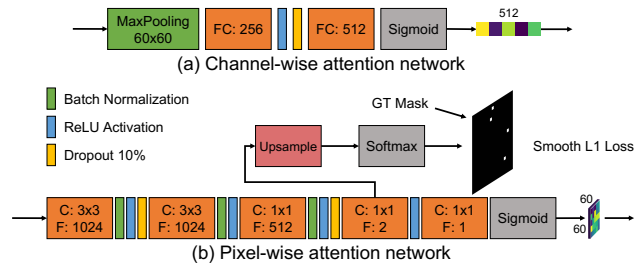 MaxPooling
60x60
FC: 256
FC: 512
Sigmoid
512
(a) Channel-wise attention network
Batch Normalization
ReLU Activation
Dropout 10%
GT Mask
Upsample
Softmax
Smooth L1 Loss
C: 3x3
F: 1024
C: 3x3
F: 1024
C: 1x1
F: 512
C: 1x1
F: 2
C: 1x1
F: 1
Sigmoid
60
60
(b) Pixel-wise attention network